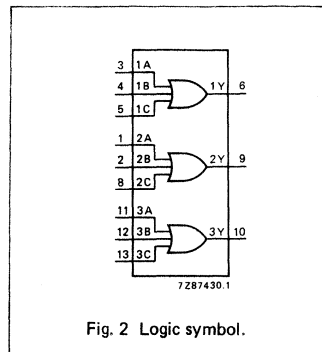 3 1A
4 1B 1Y 6
5 1C
1 2A
2 2B 2Y 9
8 2C
11 3A
12 3B 3Y 10
13 3C
7Z87430.1
Fig. 2 Logic symbol.